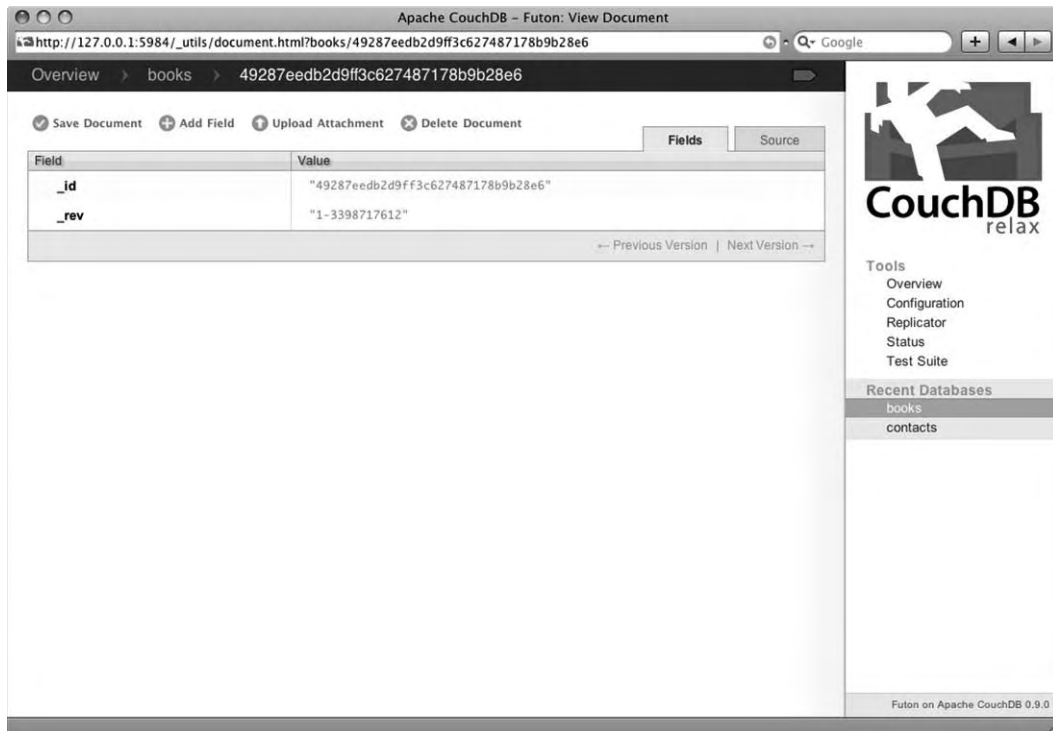 Apache CouchDB – Futon: View Document
http://127.0.0.1:5984/_utils/document.html?books/49287eedb2d9ff3c627487178b9b28e6
Google
Overview > books > 49287eedb2d9ff3c627487178b9b28e6
Save Document Add Field Upload Attachment Delete Document
Fields Source
Field Value
_id "49287eedb2d9ff3c627487178b9b28e6"
_rev "1-3398717612"
← Previous Version | Next Version →
CouchDB
relax
Tools
Overview
Configuration
Replicator
Status
Test Suite
Recent Databases
books
contacts
Futon on Apache CouchDB 0.9.0